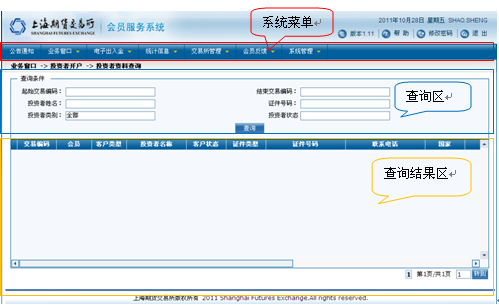 系统菜单
上海期货交易所
SHANGHAI FUTURES EXCHANGE
会员服务系统
2011年10月28日 星期五 SHAO.SHENG
版本1.11 帮 助 修改密码 退 出
公告通知 业务窗口 电子出入金 统计信息 交易所管理 会员反馈 系统管理
业务窗口 -> 投资者开户 -> 投资者资料查询
查询条件
起始交易编码： 结束交易编码：
投资者姓名： 证件号码：
投资者类别： 全部 投资者状态
查询区
查询
交易编码 会员 客户类型 投资者名称 客户状态 证件类型 证件号码 联系电话 国家
查询结果区
1 第1页/共1页 1 转到
上海期货交易所版权所有 2011 Shanghai Futures Exchange.All rights reserved.